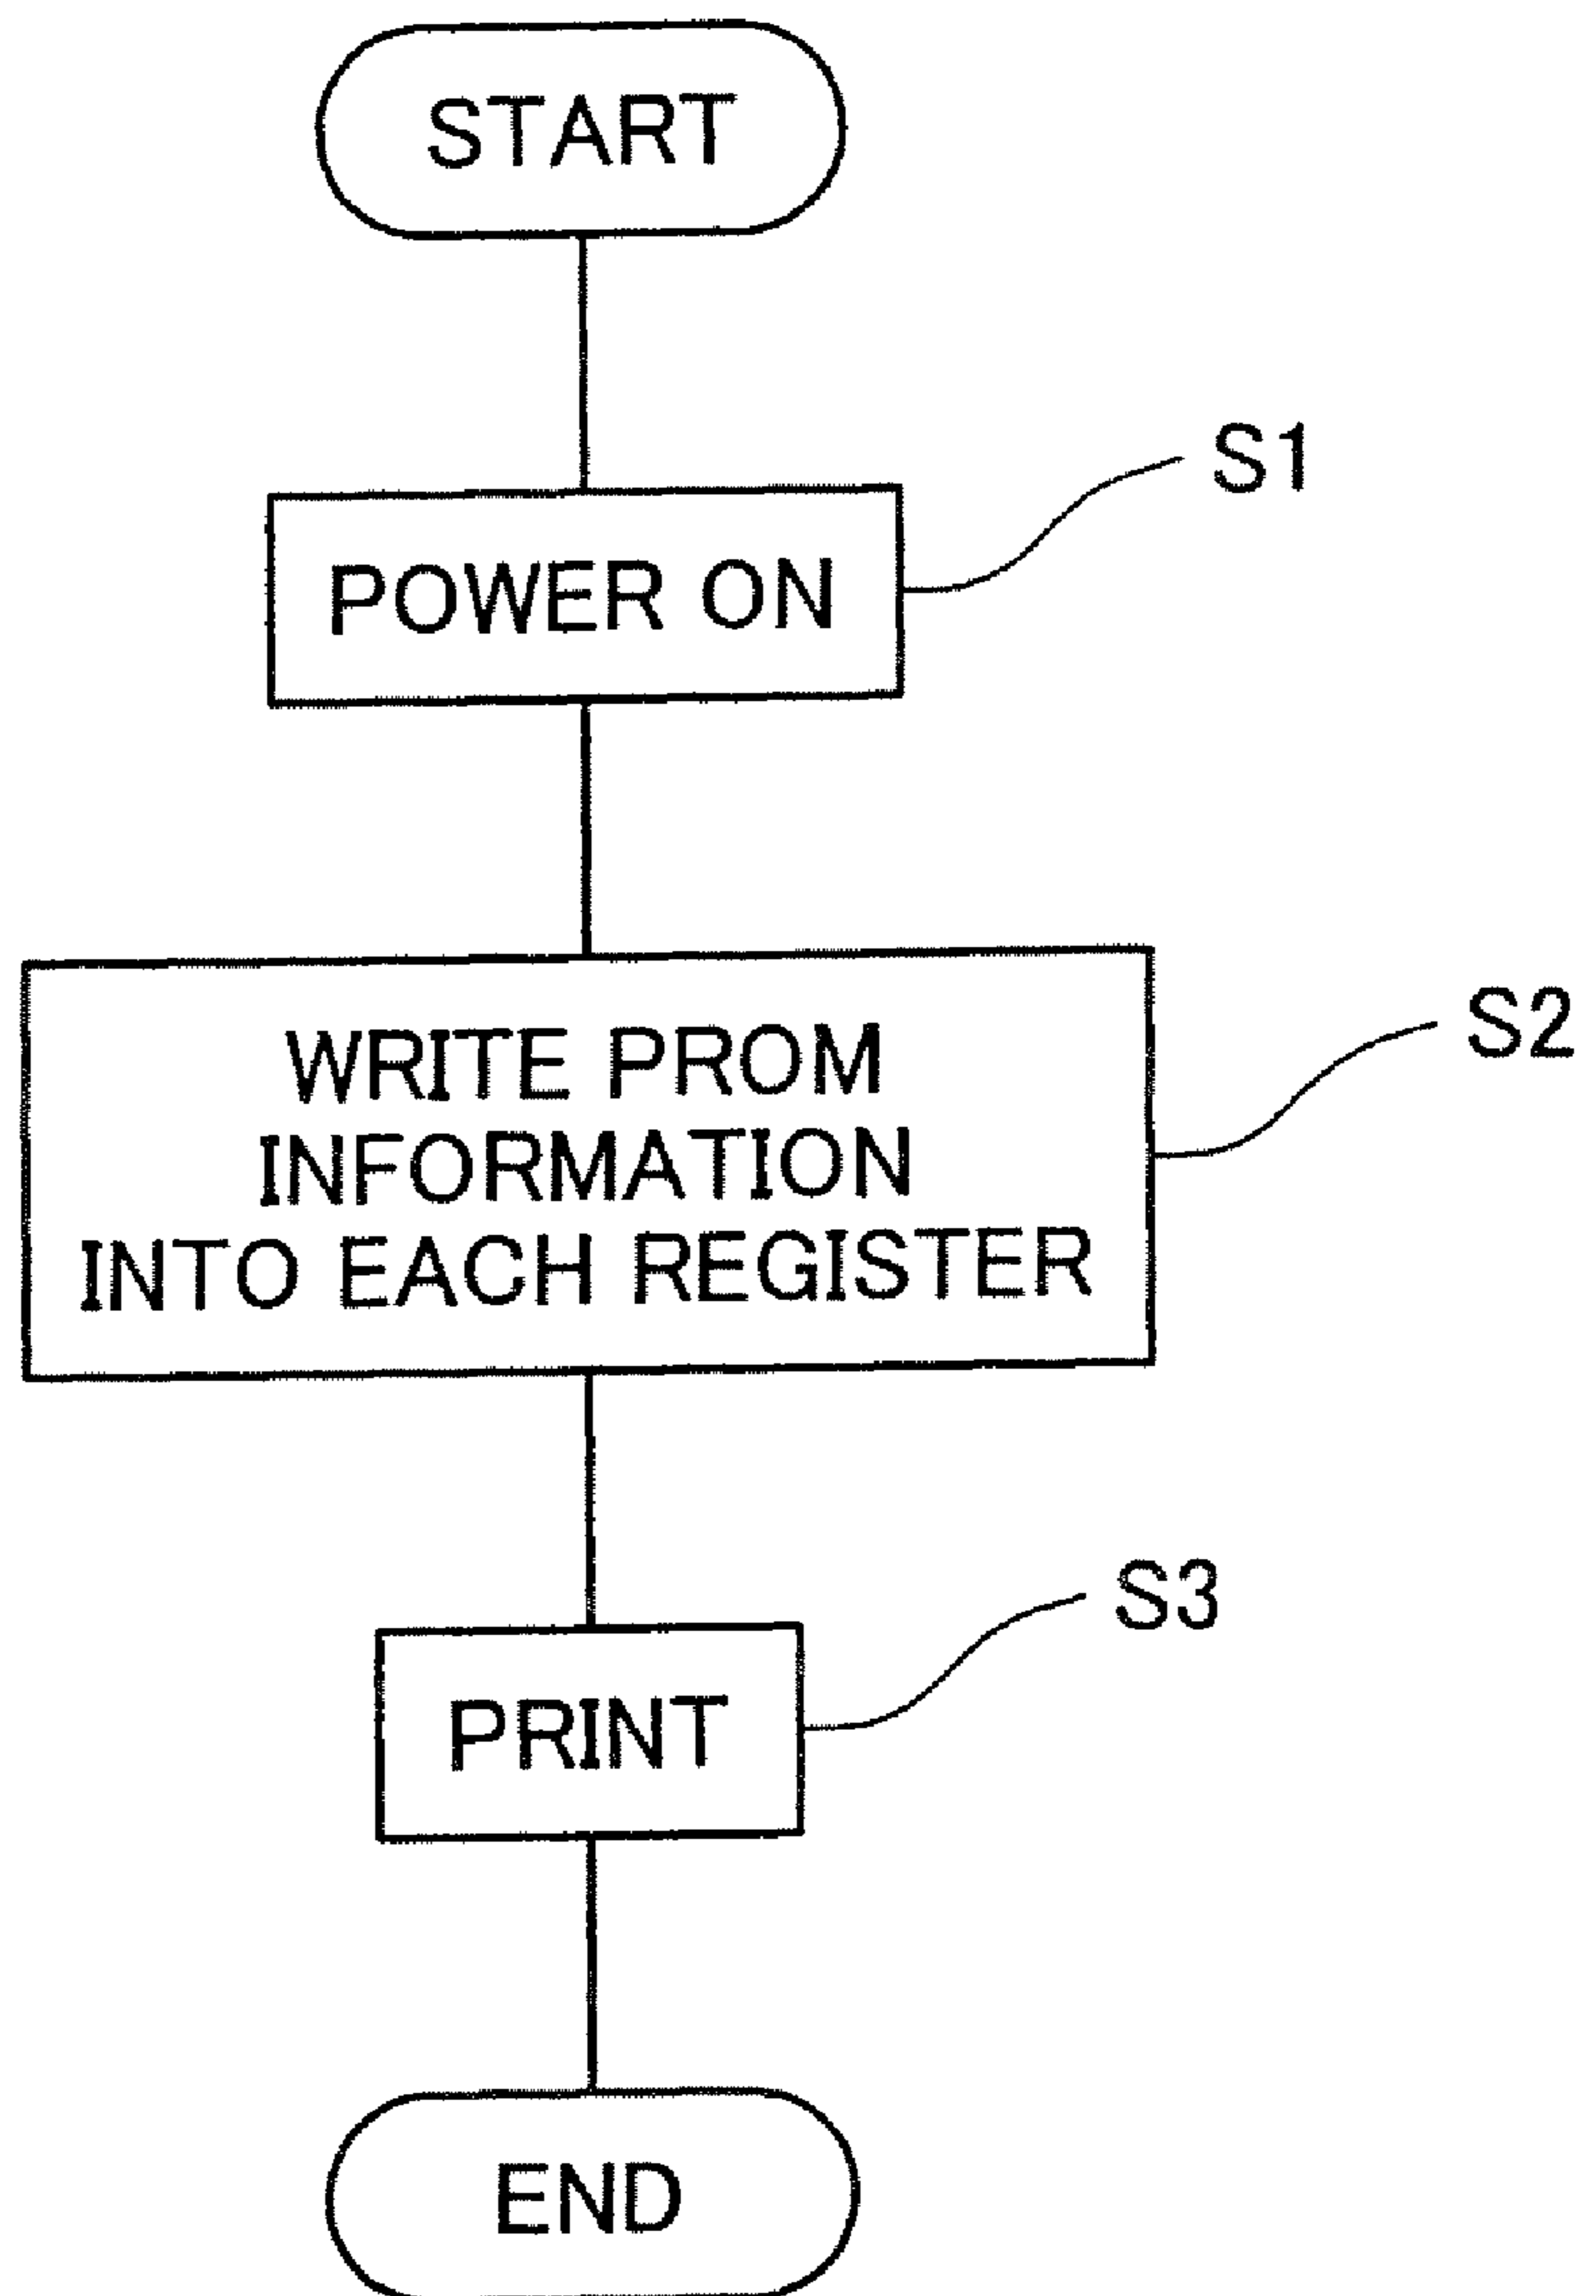 START
S1
POWER ON
S2
WRITE PROM
INFORMATION
INTO EACH REGISTER
S3
PRINT
END